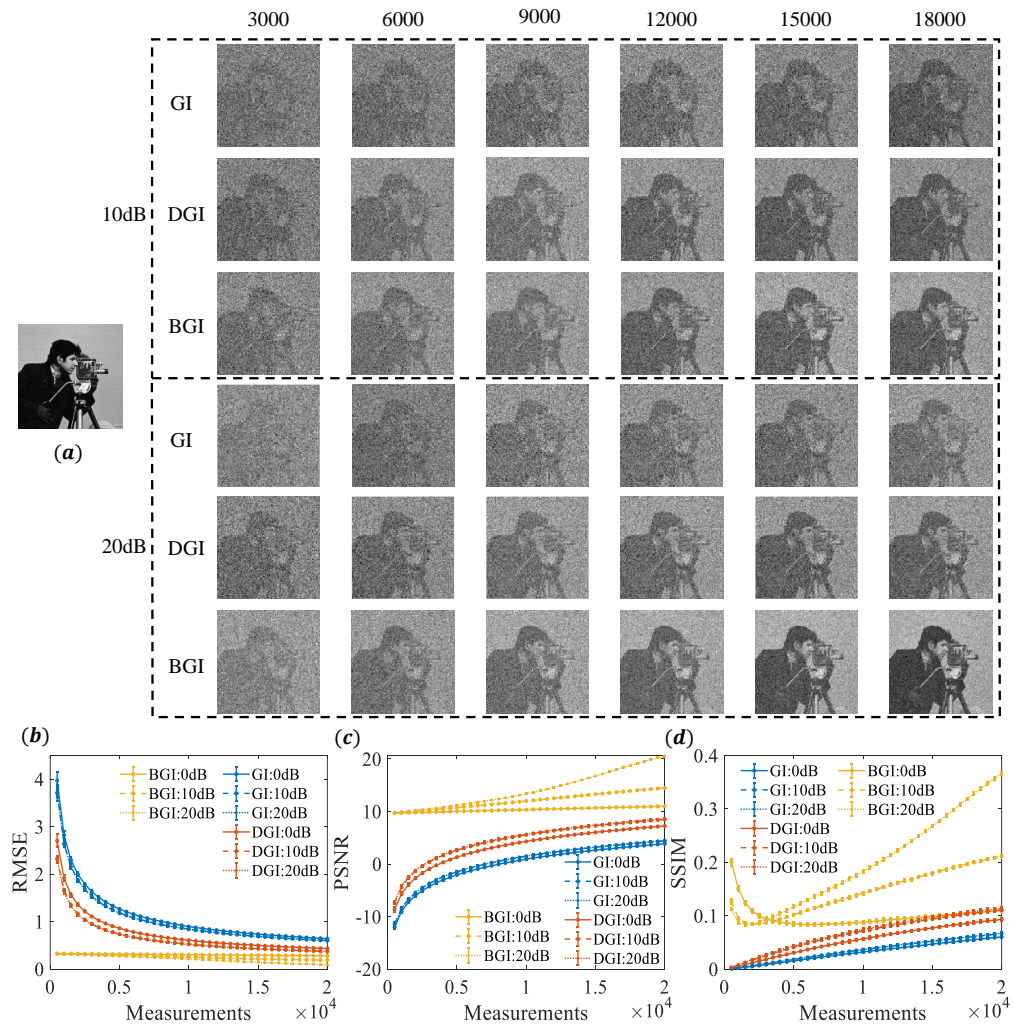 3000 6000 9000 12000 15000 18000
GI
10dB
DGI
BGI
(a)
GI
20dB
DGI
BGI
(b)
4
3
2
1
0
RMSE
BGI:0dB
BGI:10dB
BGI:20dB
GI:0dB
GI:10dB
GI:20dB
DGI:0dB
DGI:10dB
DGI:20dB
0 0.5 1 1.5 2
Measurements ×10⁴
(c)
20
10
0
-10
-20
PSNR
GI:0dB
GI:10dB
GI:20dB
BGI:0dB
BGI:10dB
BGI:20dB
DGI:0dB
DGI:10dB
DGI:20dB
0 0.5 1 1.5 2
Measurements ×10⁴
(d)
0.4
0.3
0.2
0.1
0
SSIM
GI:0dB
GI:10dB
GI:20dB
DGI:0dB
DGI:10dB
DGI:20dB
BGI:0dB
BGI:10dB
BGI:20dB
0 0.5 1 1.5 2
Measurements ×10⁴